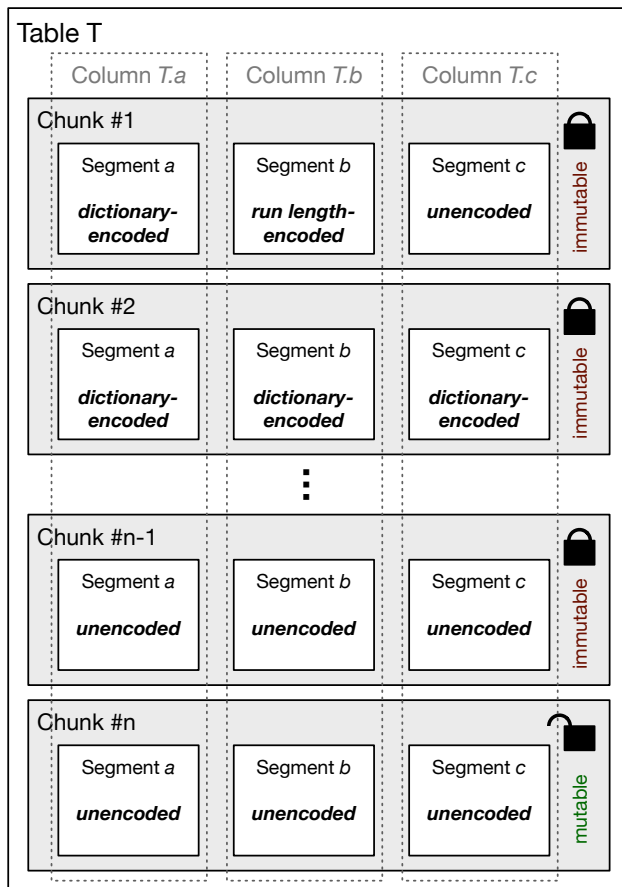 Table T
Column T.a
Column T.b
Column T.c
Chunk #1
Segment a
dictionary-
encoded
Segment b
run length-
encoded
Segment c
unencoded
immutable
Chunk #2
Segment a
dictionary-
encoded
Segment b
dictionary-
encoded
Segment c
dictionary-
encoded
immutable
⋮
Chunk #n-1
Segment a
unencoded
Segment b
unencoded
Segment c
unencoded
immutable
Chunk #n
Segment a
unencoded
Segment b
unencoded
Segment c
unencoded
mutable